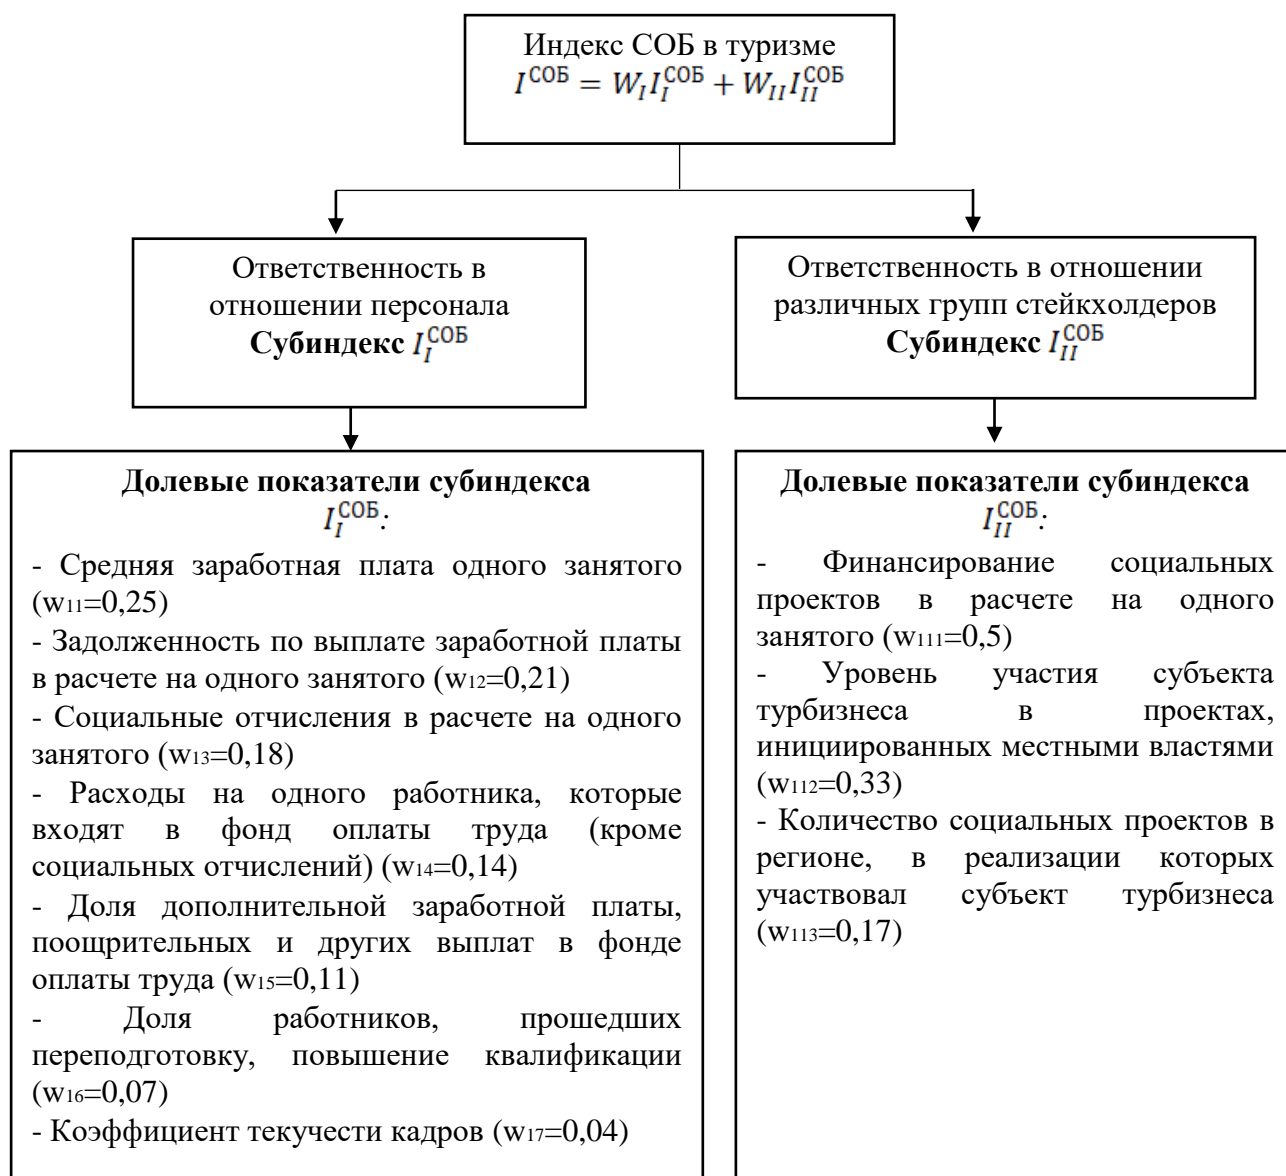 Индекс СОБ в туризме
I^СОБ = W_I I_I^СОБ + W_II I_II^СОБ
Ответственность в
отношении персонала
Субиндекс I_I^СОБ
Ответственность в отношении
различных групп стейкхолдеров
Субиндекс I_II^СОБ
Долевые показатели субиндекса
I_I^СОБ:
- Средняя заработная плата одного занятого
(w11=0,25)
- Задолженность по выплате заработной платы
в расчете на одного занятого (w12=0,21)
- Социальные отчисления в расчете на одного
занятого (w13=0,18)
- Расходы на одного работника, которые
входят в фонд оплаты труда (кроме
социальных отчислений) (w14=0,14)
- Доля дополнительной заработной платы,
поощрительных и других выплат в фонде
оплаты труда (w15=0,11)
- Доля работников, прошедших
переподготовку, повышение квалификации
(w16=0,07)
- Коэффициент текучести кадров (w17=0,04)
Долевые показатели субиндекса
I_II^СОБ:
- Финансирование социальных
проектов в расчете на одного
занятого (w111=0,5)
- Уровень участия субъекта
турбизнеса в проектах,
инициированных местными властями
(w112=0,33)
- Количество социальных проектов в
регионе, в реализации которых
участвовал субъект турбизнеса
(w113=0,17)